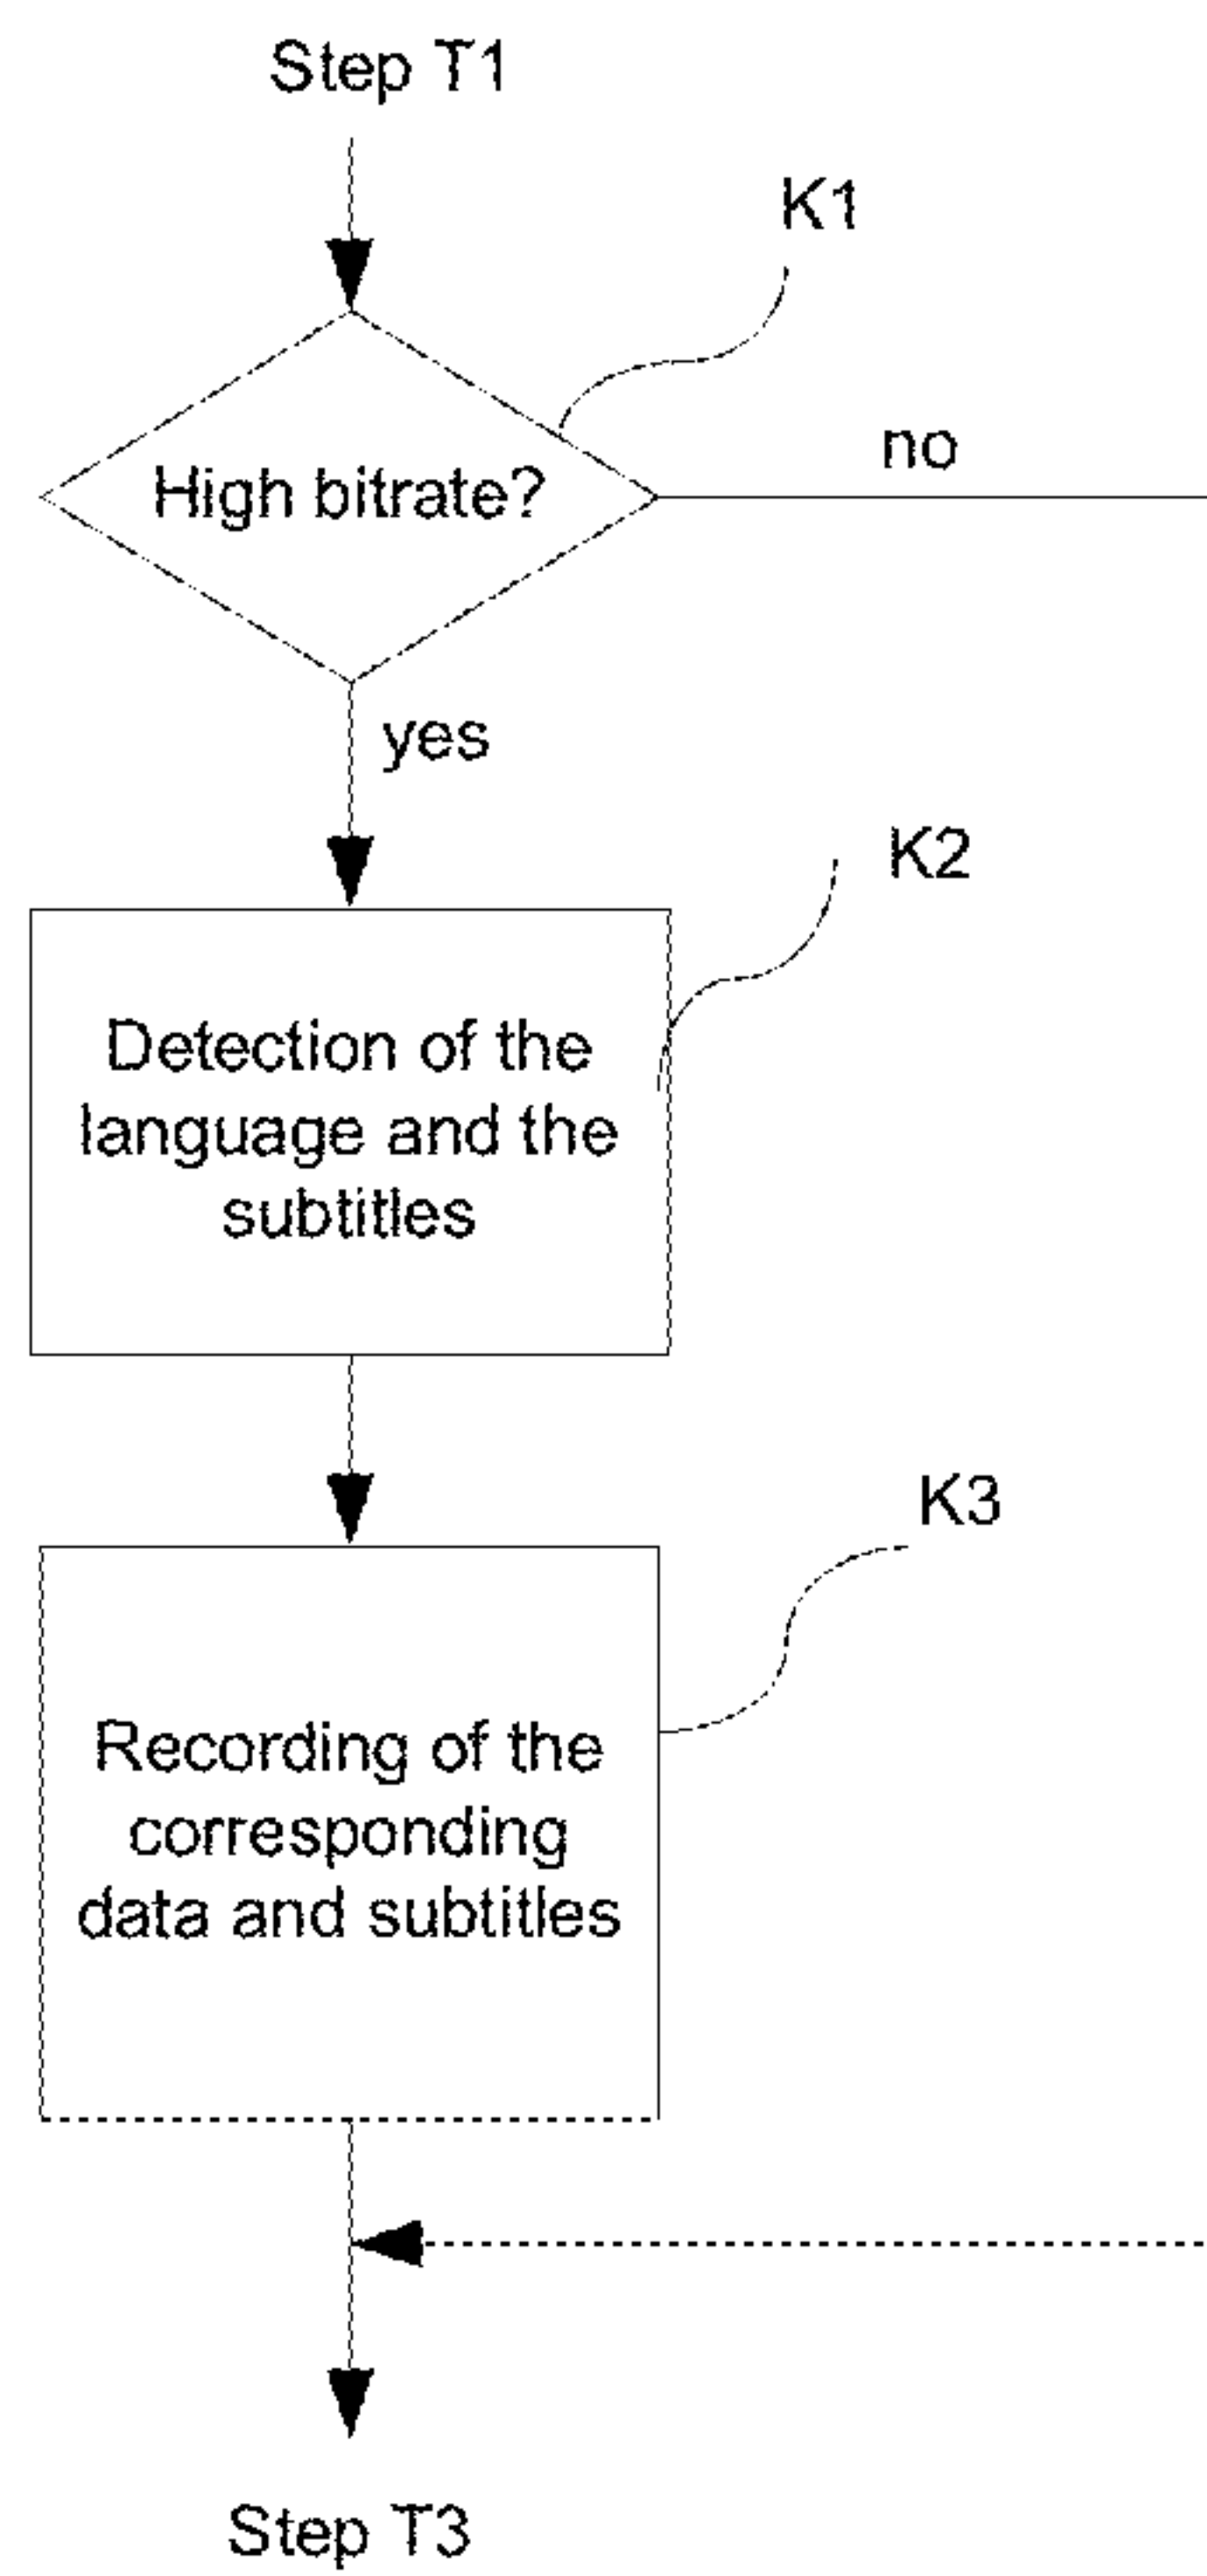 Step T1
K1
High bitrate?
no
yes
K2
Detection of the
language and the
subtitles
K3
Recording of the
corresponding
data and subtitles
Step T3